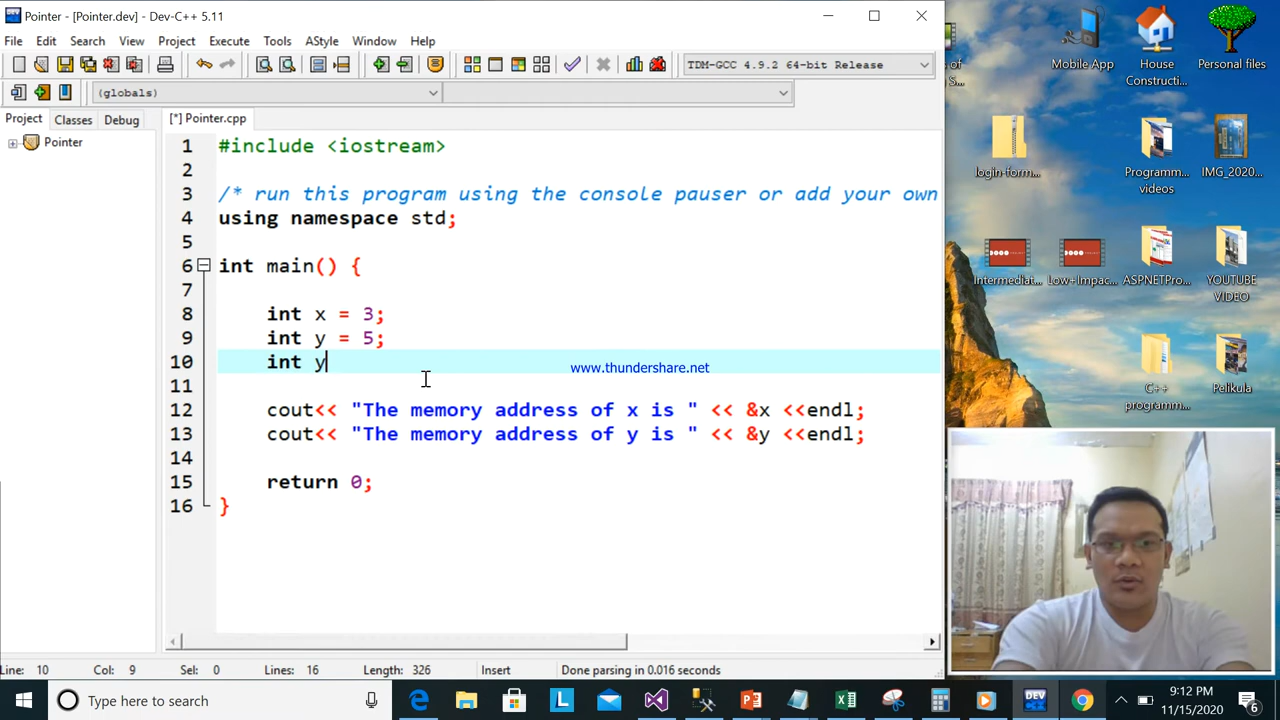 Pointer - [Pointer.dev] - Dev-C++ 5.11
File Edit Search View Project Execute Tools AStyle Window Help
TDM-GCC 4.9.2 64-bit Release
(globals)
Project Classes Debug
[*] Pointer.cpp
Pointer
1 #include <iostream>
2
3 /* run this program using the console pauser or add your own
4 using namespace std;
5
6 int main() {
7
8 int x = 3;
9 int y = 5;
10 int y
www.thundershare.net
11
12 cout<< "The memory address of x is " << &x <<endl;
13 cout<< "The memory address of y is " << &y <<endl;
14
15 return 0;
16 }
Line: 10 Col: 9 Sel: 0 Lines: 16 Length: 326 Insert Done parsing in 0.016 seconds
of
Mobile App
House Constructi...
Personal files
login-form...
Programm... videos
IMG_2020...
Intermediat...
Low+Impac...
ASPNETPro...
YOUTUBE VIDEO
C++ programm...
Pelikula
Type here to search
9:12 PM
11/15/2020
6